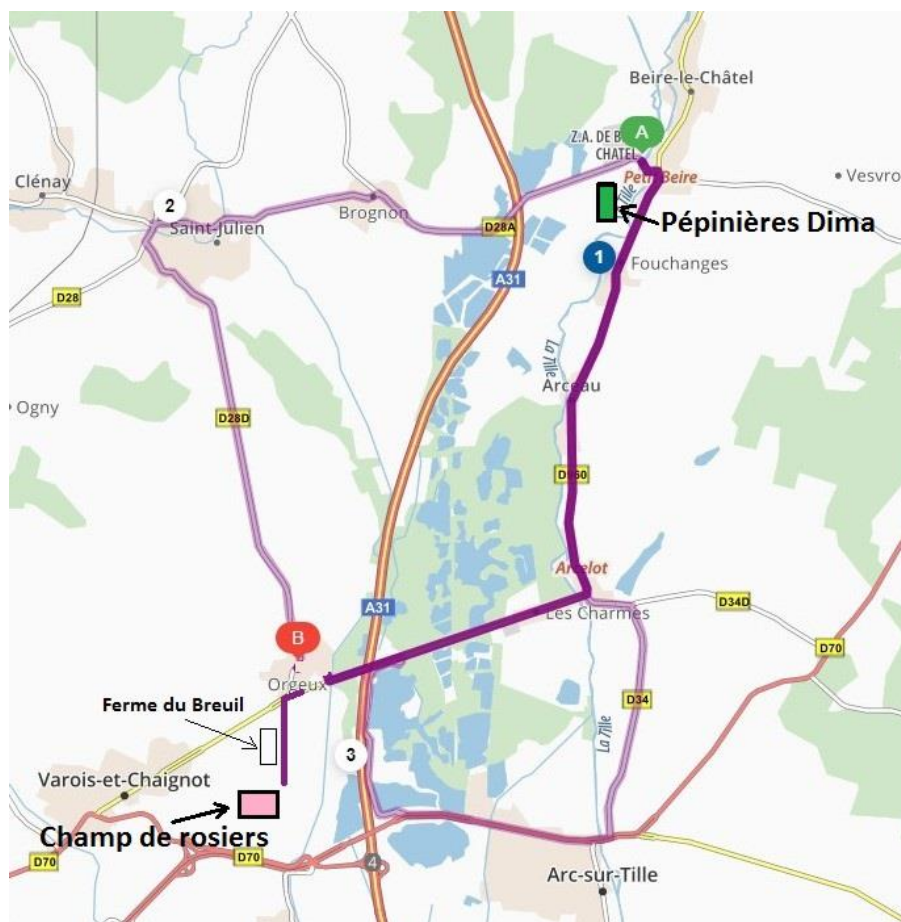 Beire-le-Châtel
A
Z.A. DE B
CHATEL
Clénay
2
Petit Beire
Vesvro
Brognon
Saint-Julien
Pépinières Dima
D28A
1
Fouchanges
A31
D28
La Tille
Arceau
Ogny
D28D
D960
Arcelot
A31
Les Charmes
D34D
B
D70
Orgeux
Ferme du Breuil
D34
La Tille
3
Varois-et-Chaignot
Champ de rosiers
D70
D70
4
Arc-sur-Tille